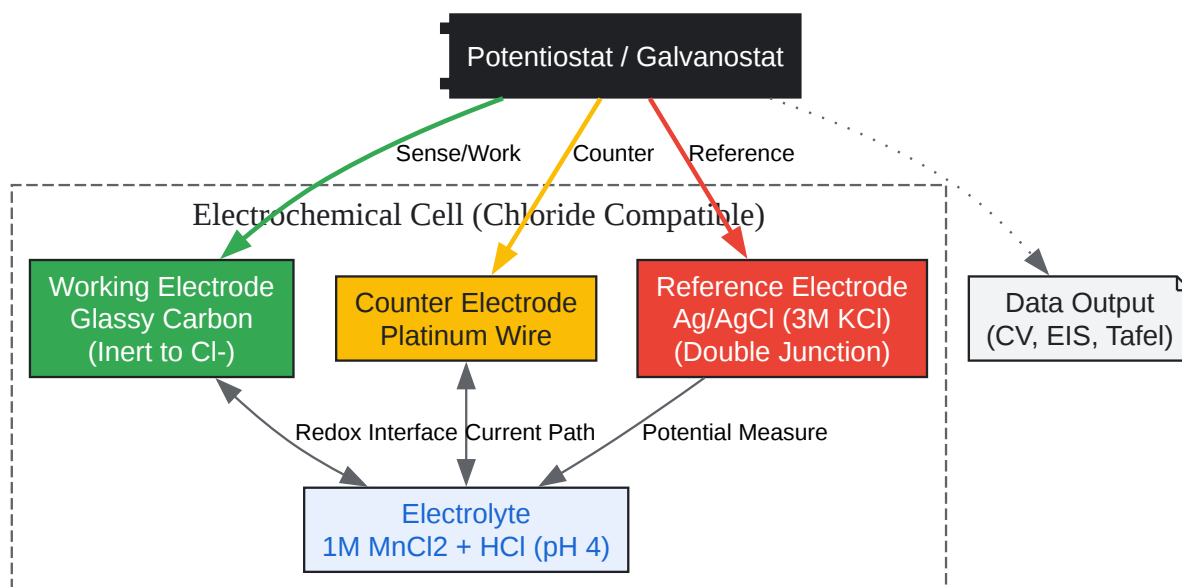 Potentiostat / Galvanostat
Sense/Work
Counter
Reference
Electrochemical Cell (Chloride Compatible)
Working Electrode
Glassy Carbon
(Inert to Cl-)
Counter Electrode
Platinum Wire
Reference Electrode
Ag/AgCl (3M KCl)
(Double Junction)
Data Output
(CV, EIS, Tafel)
Redox Interface
Current Path
Potential Measure
Electrolyte
1M MnCl2 + HCl (pH 4)